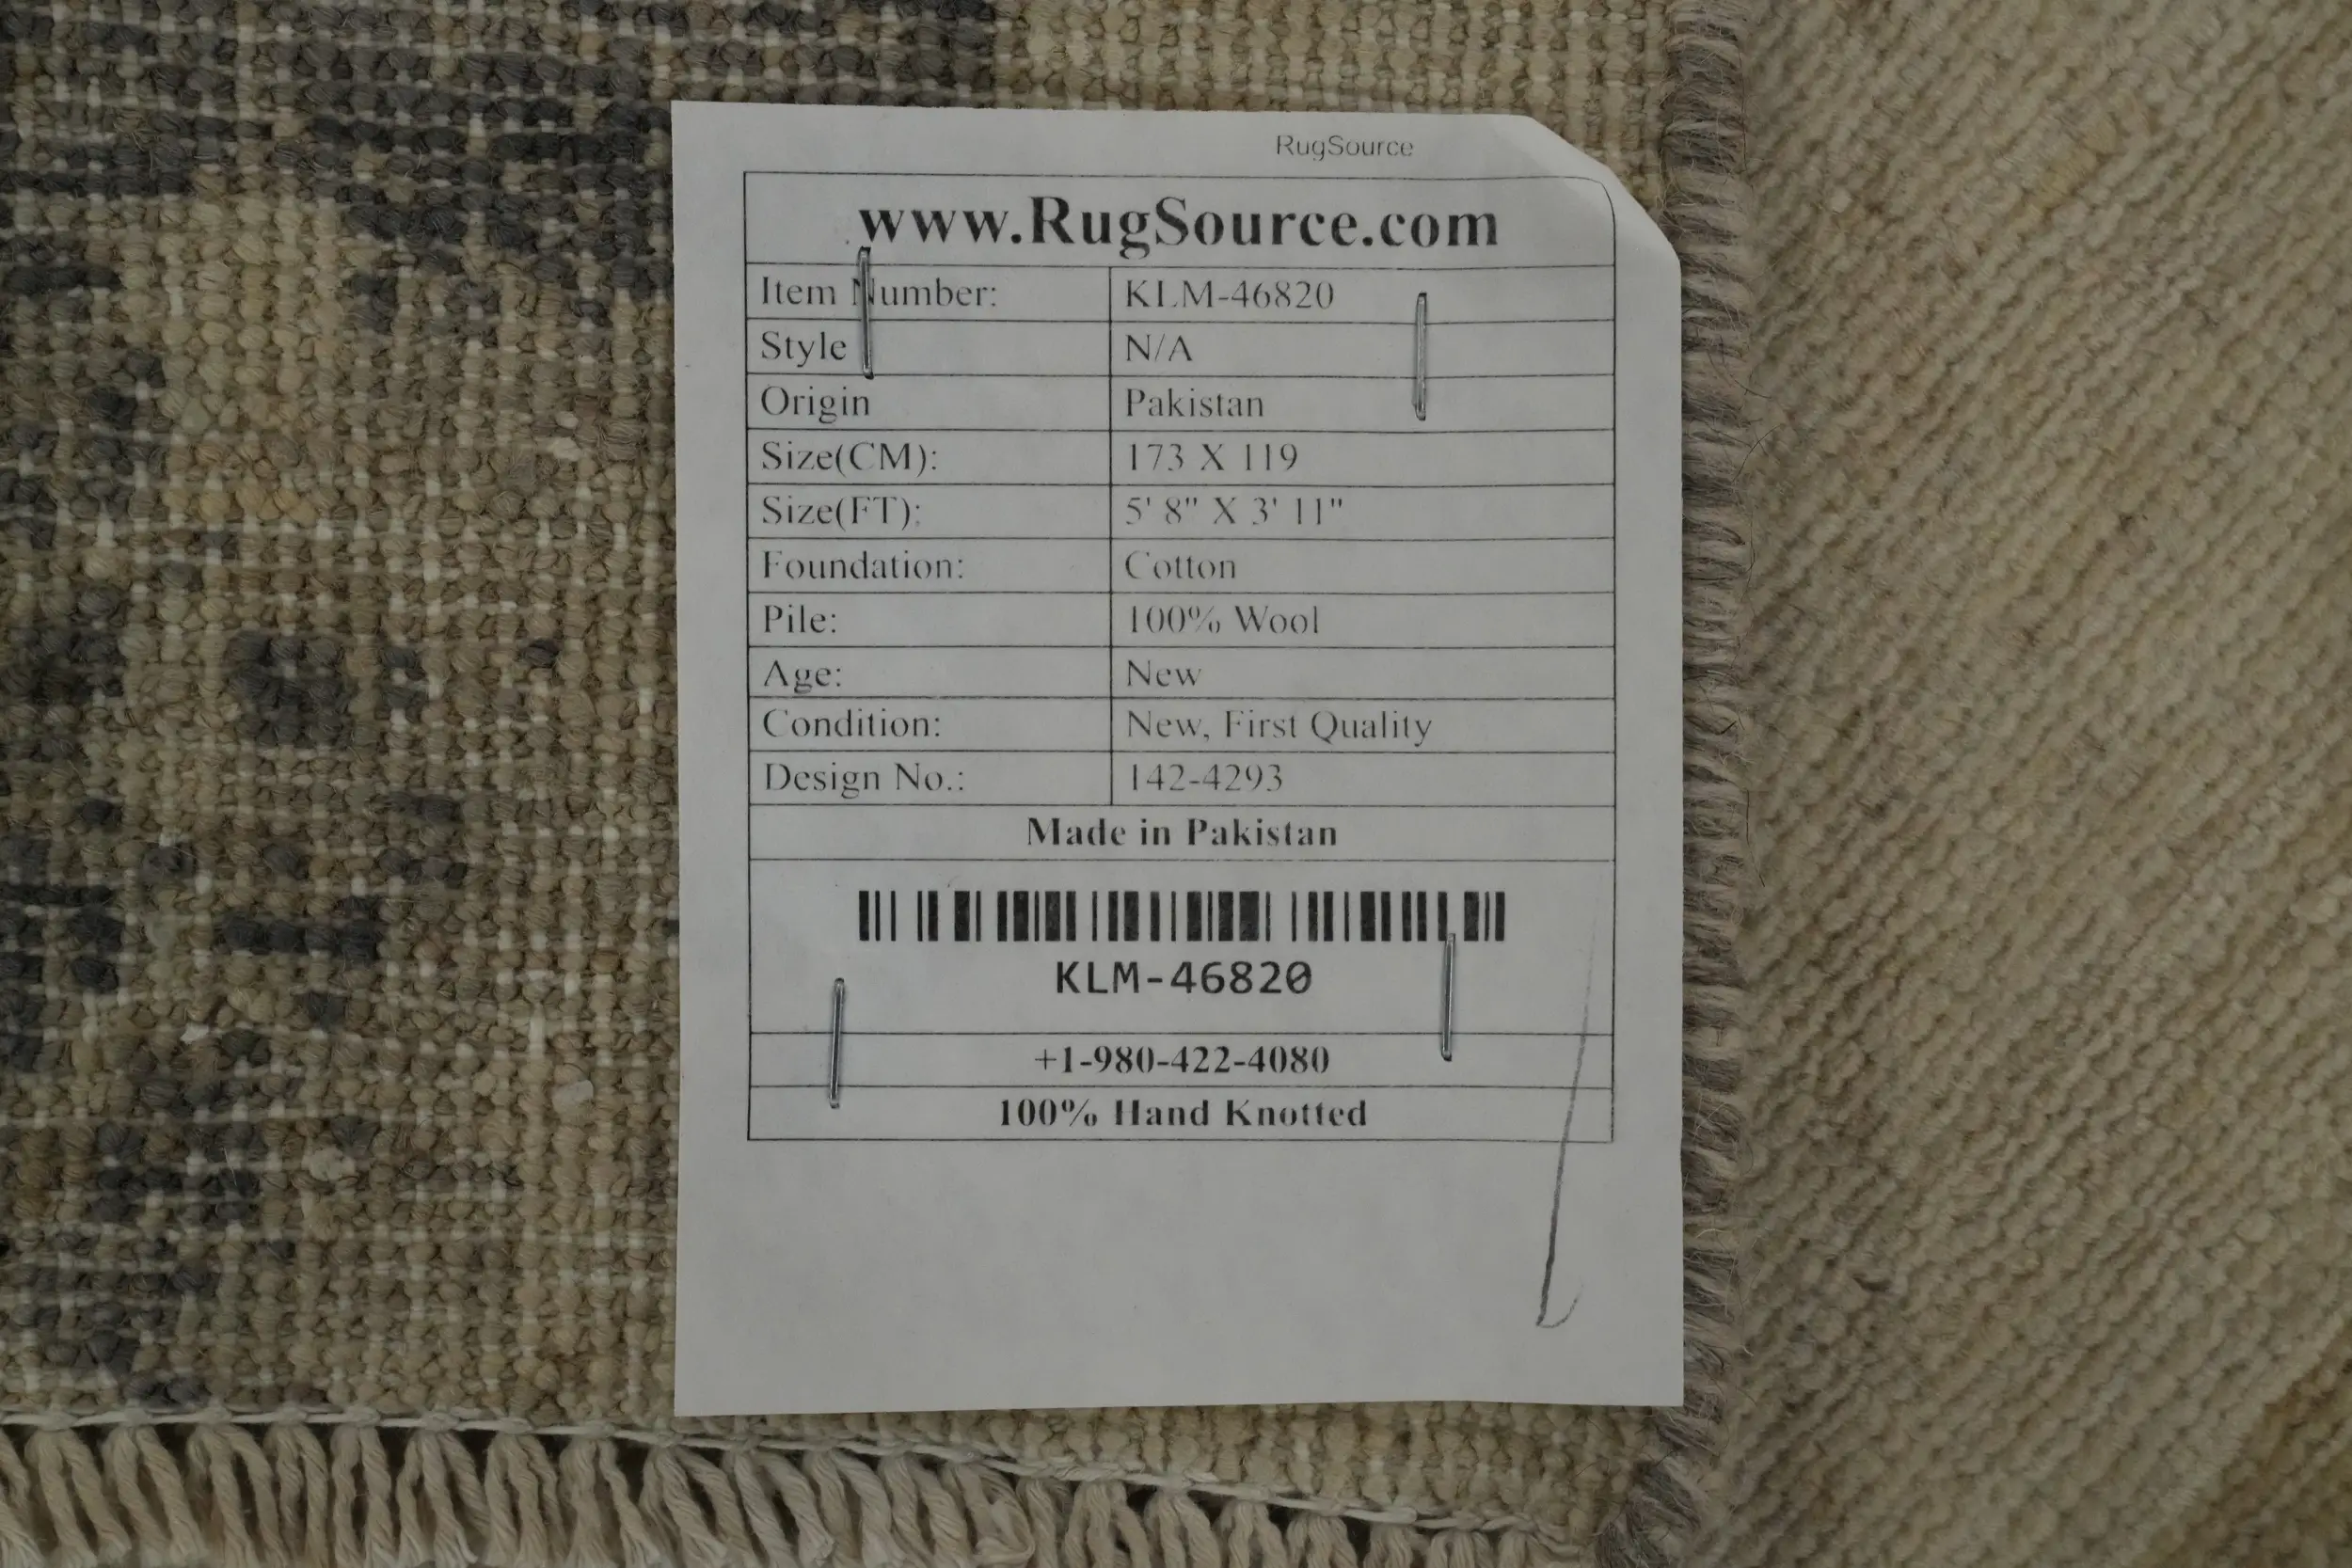 RugSource
www.RugSource.com
Item Number: KLM-46820
Style N/A
Origin Pakistan
Size(CM): 173 X 119
Size(FT): 5' 8" X 3' 11"
Foundation: Cotton
Pile: 100% Wool
Age: New
Condition: New, First Quality
Design No.: 142-4293
Made in Pakistan
KLM-46820
+1-980-422-4080
100% Hand Knotted